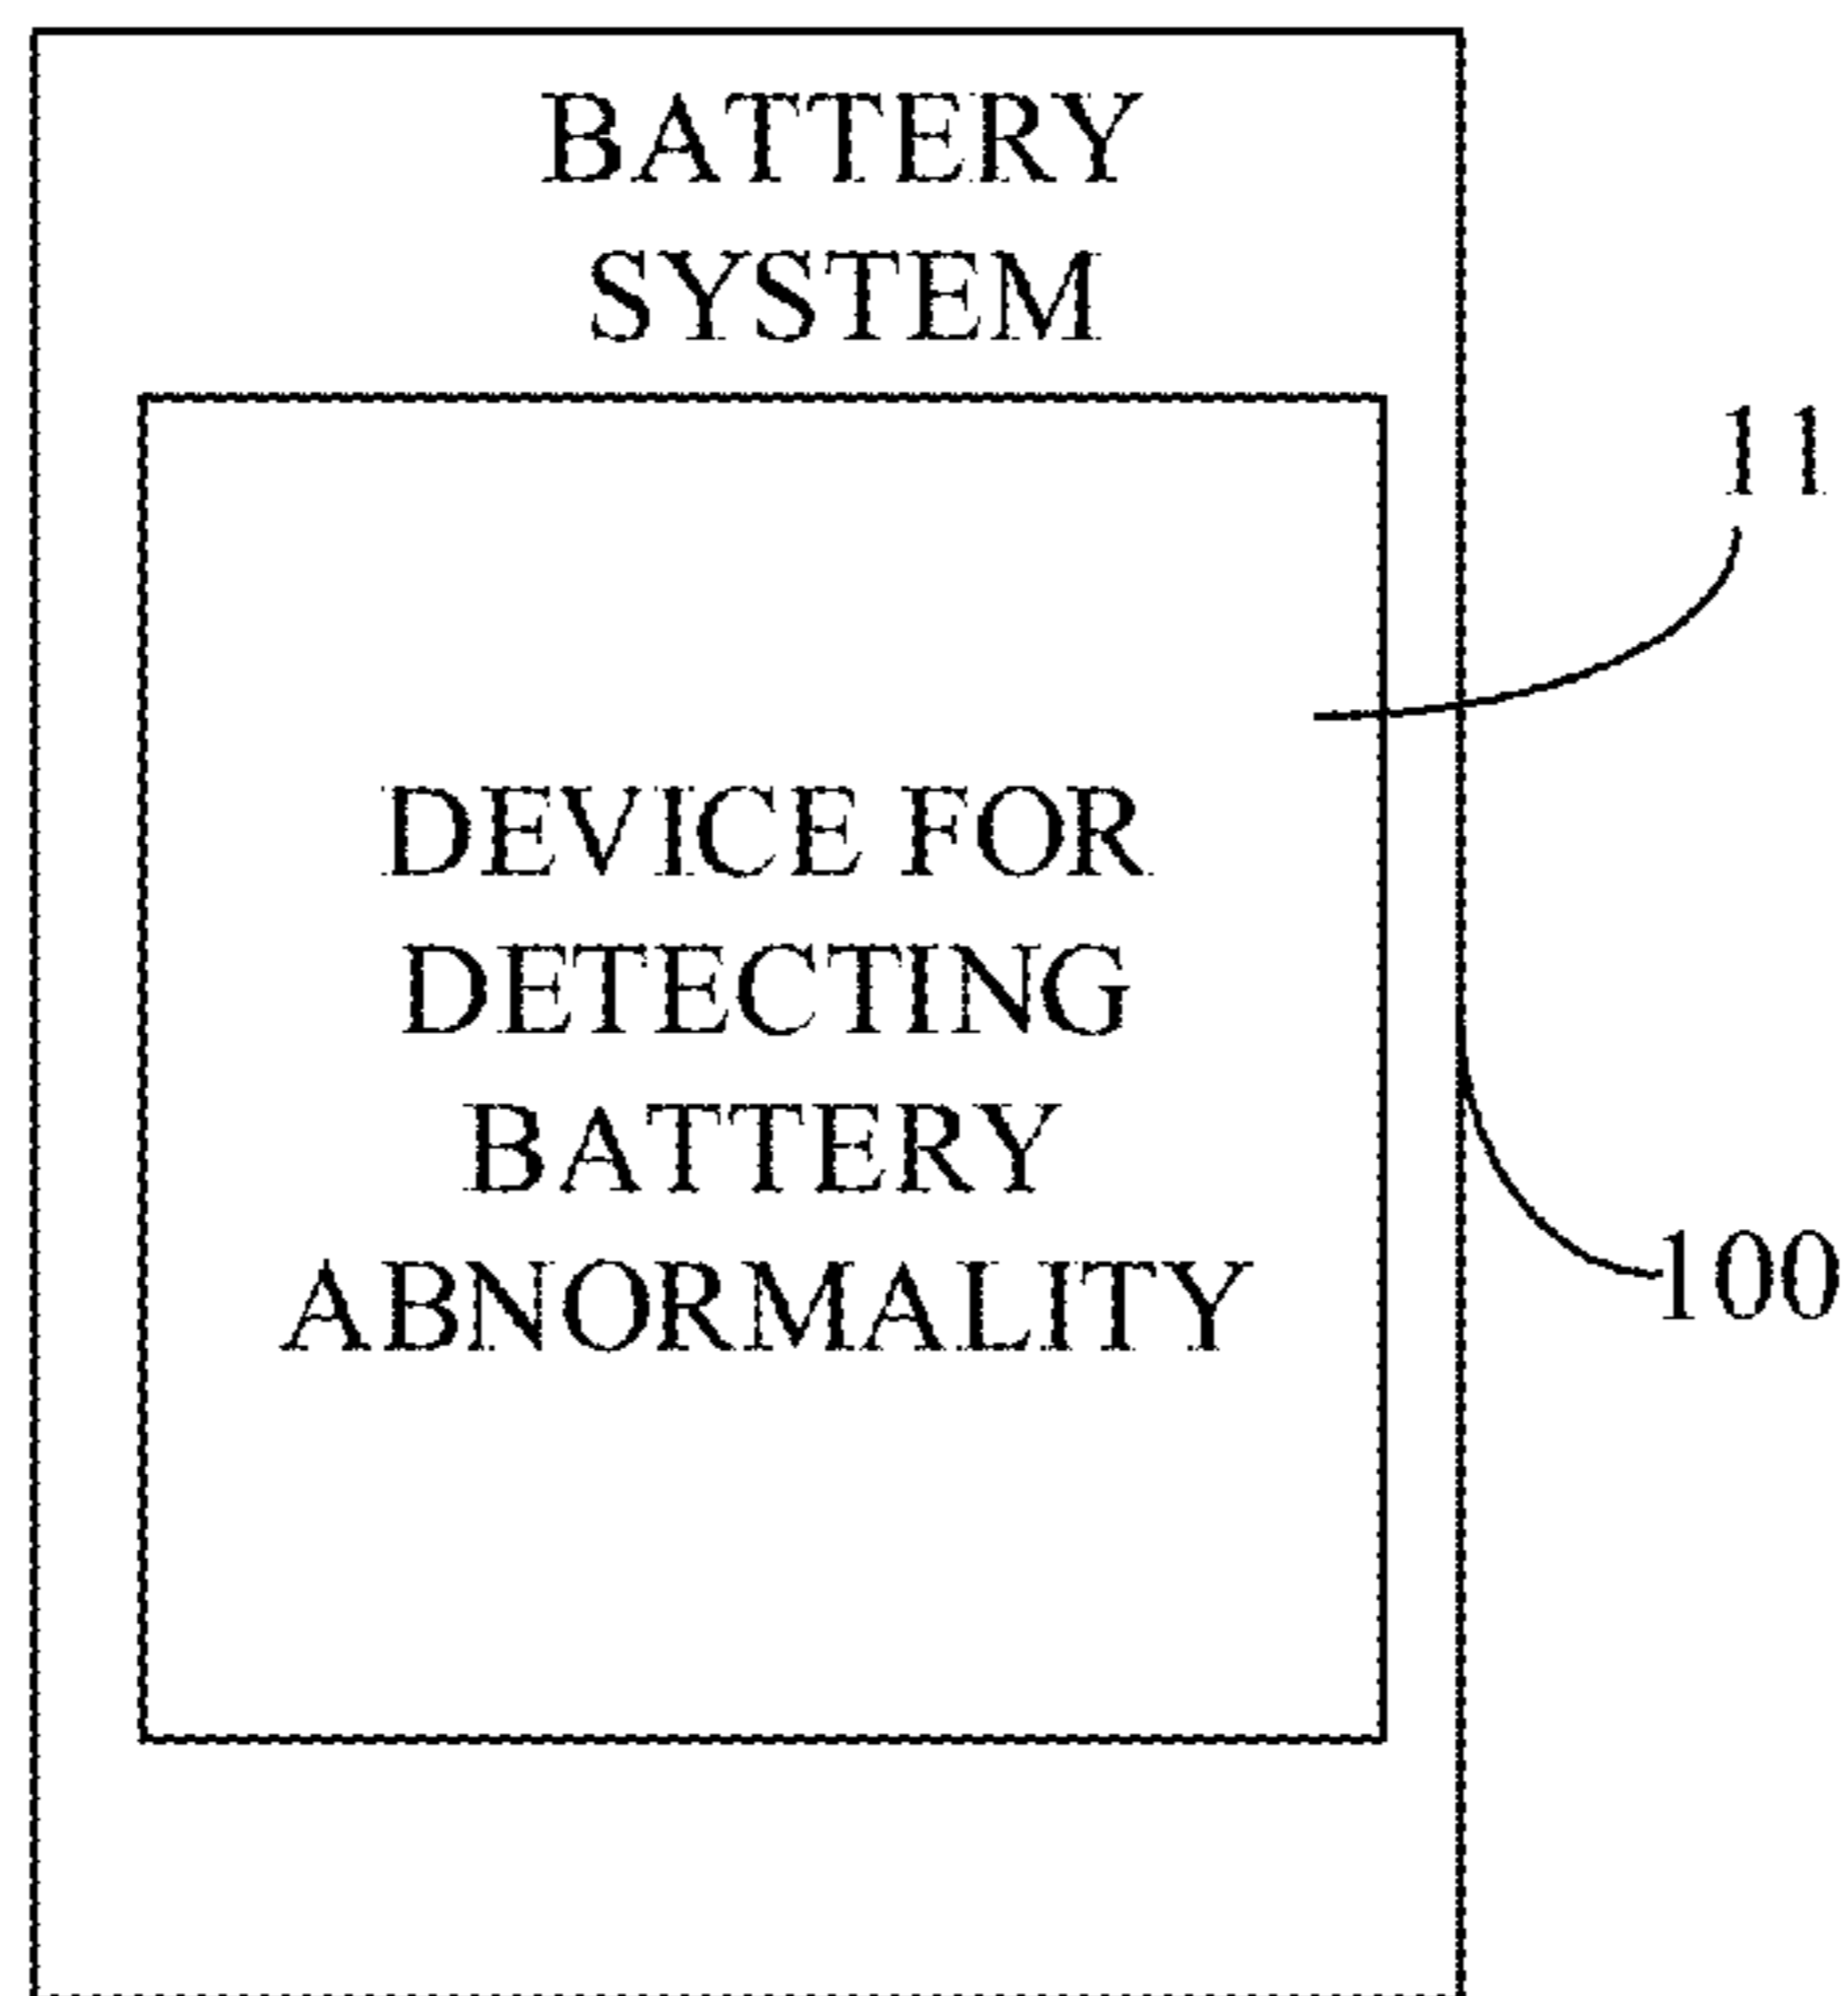 BATTERY
SYSTEM
11
DEVICE FOR
DETECTING
BATTERY
ABNORMALITY
100